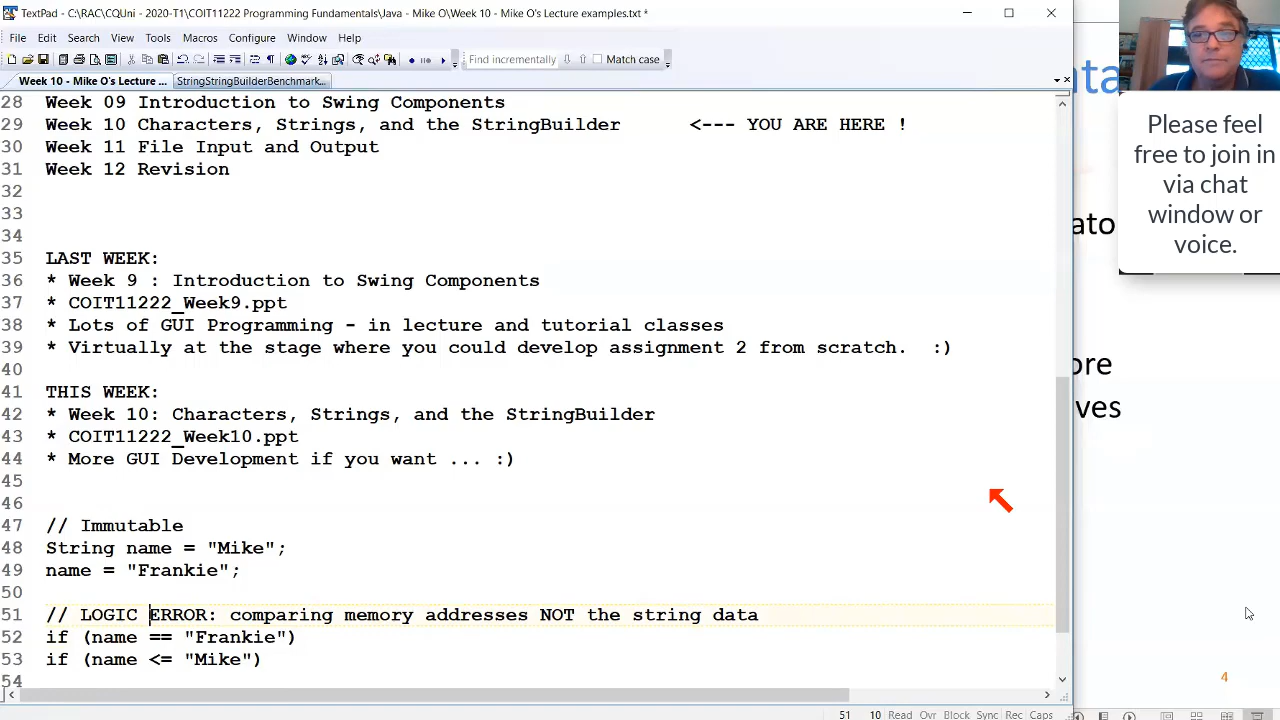 TextPad - C:\RAC\CQUni - 2020-T1\COIT11222 Programming Fundamentals\Java - Mike O\Week 10 - Mike O's Lecture examples.txt *
File Edit Search View Tools Macros Configure Window Help
Find incrementally Match case
Week 10 - Mike O's Lecture ... StringStringBuilderBenchmark...
28 Week 09 Introduction to Swing Components
29 Week 10 Characters, Strings, and the StringBuilder <--- YOU ARE HERE !
30 Week 11 File Input and Output
31 Week 12 Revision
32
33
34
35 LAST WEEK:
36 * Week 9 : Introduction to Swing Components
37 * COIT11222_Week9.ppt
38 * Lots of GUI Programming - in lecture and tutorial classes
39 * Virtually at the stage where you could develop assignment 2 from scratch. :)
40
41 THIS WEEK:
42 * Week 10: Characters, Strings, and the StringBuilder
43 * COIT11222_Week10.ppt
44 * More GUI Development if you want ... :)
45
46
47 // Immutable
48 String name = "Mike";
49 name = "Frankie";
50
51 // LOGIC ERROR: comparing memory addresses NOT the string data
52 if (name == "Frankie")
53 if (name <= "Mike")
54
51 10 Read Ovr Block Sync Rec Caps
Please feel
free to join in
via chat
window or
voice.
ata
ato
ore
ves
4